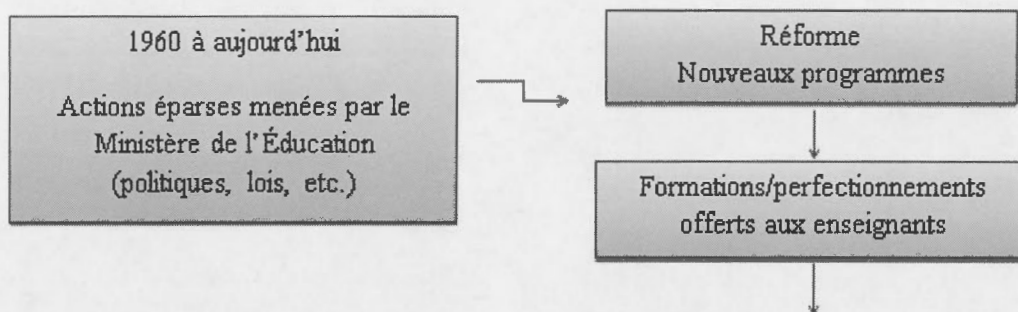 1960 à aujourd'hui
Actions éparses menées par le
Ministère de l'Éducation
(politiques, lois, etc.)
Réforme
Nouveaux programmes
Formations/perfectionnements
offerts aux enseignants